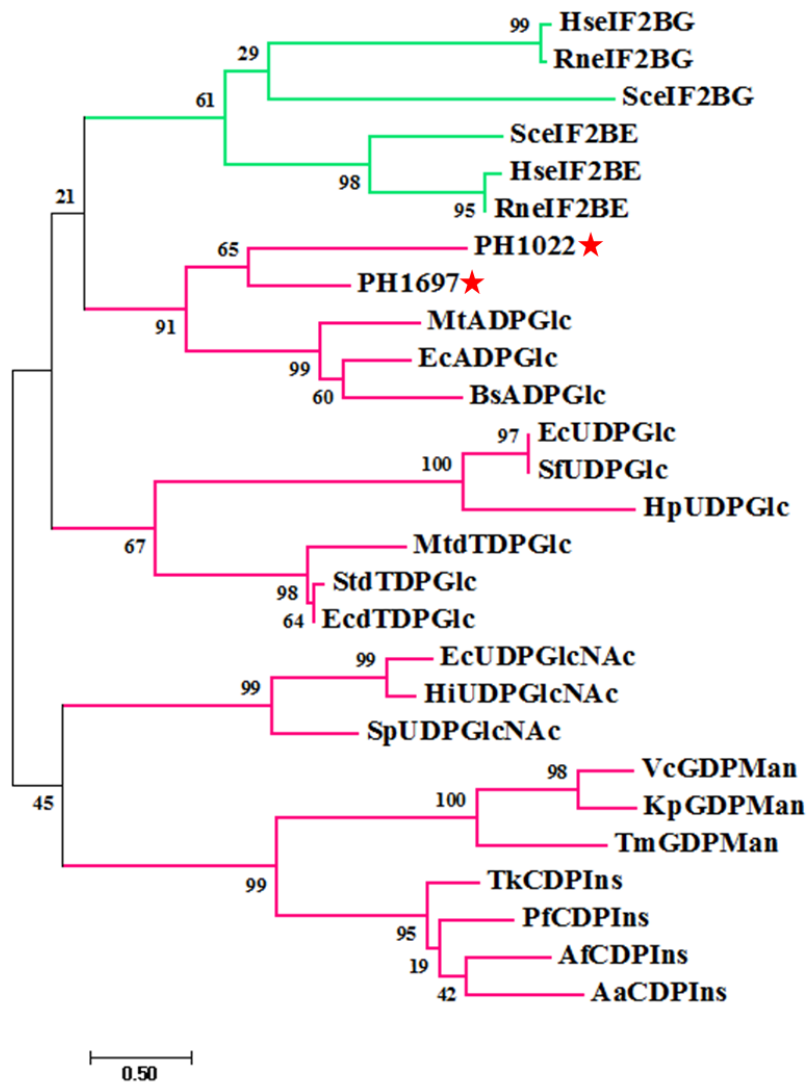 99
HseIF2BG
RneIF2BG
29
SceIF2BG
61
SceIF2BE
98
HseIF2BE
95
RneIF2BE
21
65
PH1022
PH1697
91
MtADPGlc
99
EcADPGlc
60
BsADPGlc
97
EcUDPGlc
SfUDPGlc
100
HpUDPGlc
67
MtdTDPGlc
98
StdTDPGlc
64
EcdTDPGlc
99
EcUDPGlcNAc
99
HiUDPGlcNAc
SpUDPGlcNAc
98
VcGDPMan
100
KpGDPMan
45
TmGDPMan
99
TkCDPIns
95
PfCDPIns
19
AfCDPIns
42
AaCDPIns
0.50